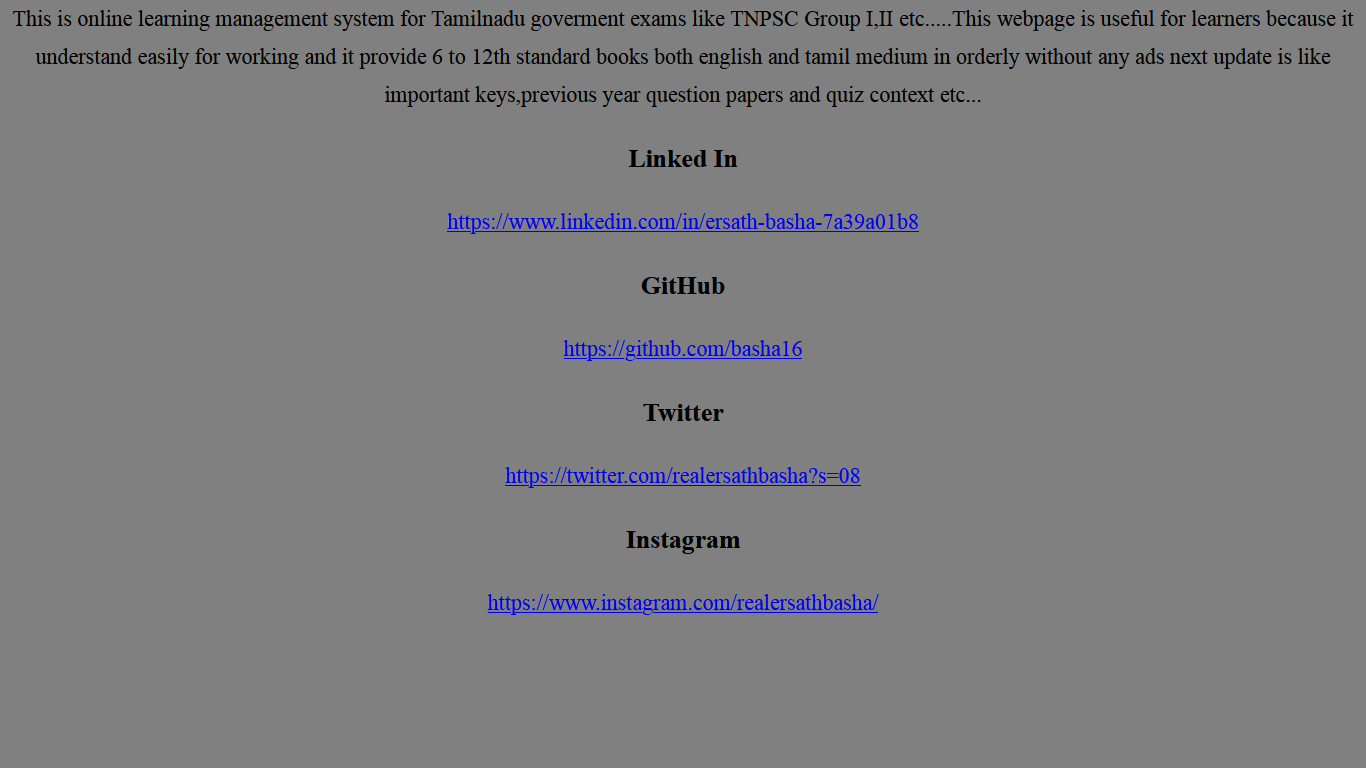 This is online learning management system for Tamilnadu goverment exams like TNPSC Group I,II etc.....This webpage is useful for learners because it
understand easily for working and it provide 6 to 12th standard books both english and tamil medium in orderly without any ads next update is like
important keys,previous year question papers and quiz context etc...
Linked In
https://www.linkedin.com/in/ersath-basha-7a39a01b8
GitHub
https://github.com/basha16
Twitter
https://twitter.com/realersathbasha?s=08
Instagram
https://www.instagram.com/realersathbasha/